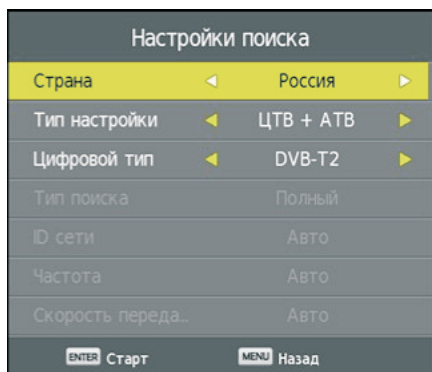 Настройки поиска
Страна Россия
Тип настройки ЦТВ + АТВ
Цифровой тип DVB-T2
Тип поиска Полный
ID сети Авто
Частота Авто
Скорость переда.. Авто
ENTER Старт MENU Назад